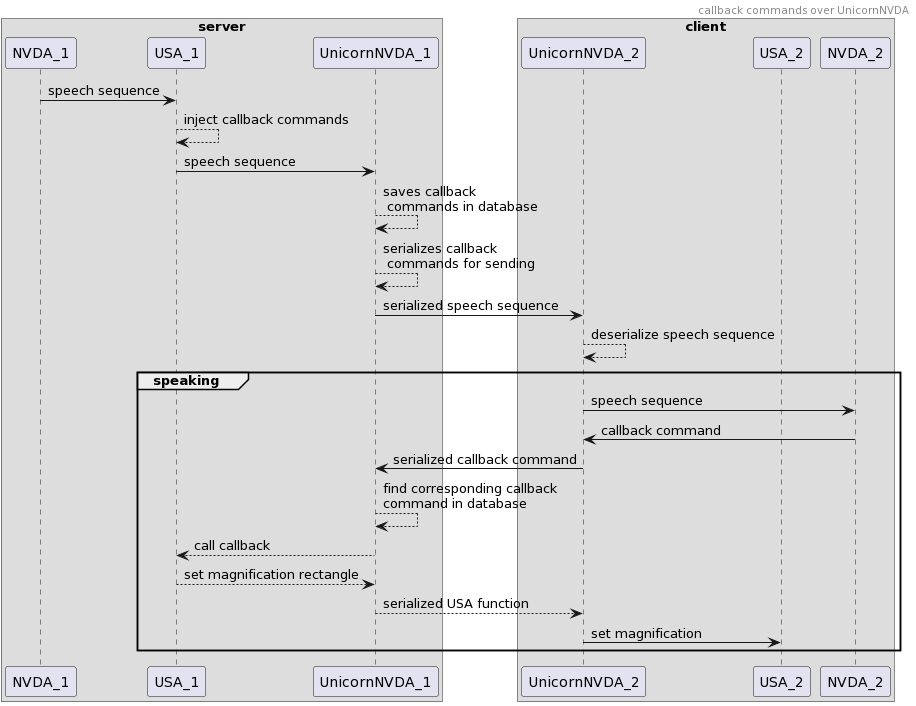 callback commands over UnicornNVDA
server
client
NVDA_1
USA_1
UnicornNVDA_1
UnicornNVDA_2
USA_2
NVDA_2
speech sequence
inject callback commands
speech sequence
saves callback
commands in database
serializes callback
commands for sending
serialized speech sequence
deserialize speech sequence
speaking
speech sequence
callback command
serialized callback command
find corresponding callback
command in database
call callback
set magnification rectangle
serialized USA function
set magnification
NVDA_1
USA_1
UnicornNVDA_1
UnicornNVDA_2
USA_2
NVDA_2